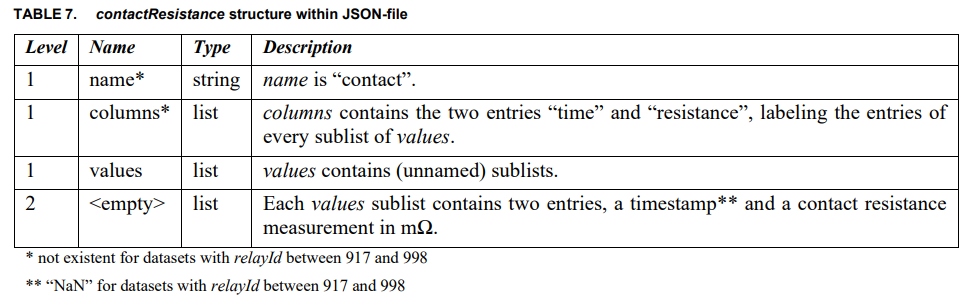 TABLE 7. contactResistance structure within JSON-file
Level Name Type Description
1 name* string name is “contact”.
1 columns* list columns contains the two entries “time” and “resistance”, labeling the entries of
every sublist of values.
1 values list values contains (unnamed) sublists.
2 <empty> list Each values sublist contains two entries, a timestamp** and a contact resistance
measurement in mΩ.
* not existent for datasets with relayId between 917 and 998
** “NaN” for datasets with relayId between 917 and 998